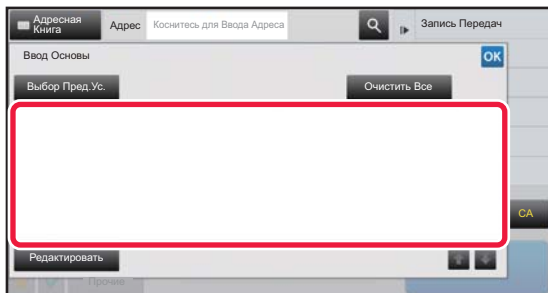 Адресная Книга
Адрес
Коснитесь для Ввода Адреса
Запись Передач
Ввод Основы
OK
Выбор Пред.Ус.
Очистить Все
CA
Редактировать
Прочие